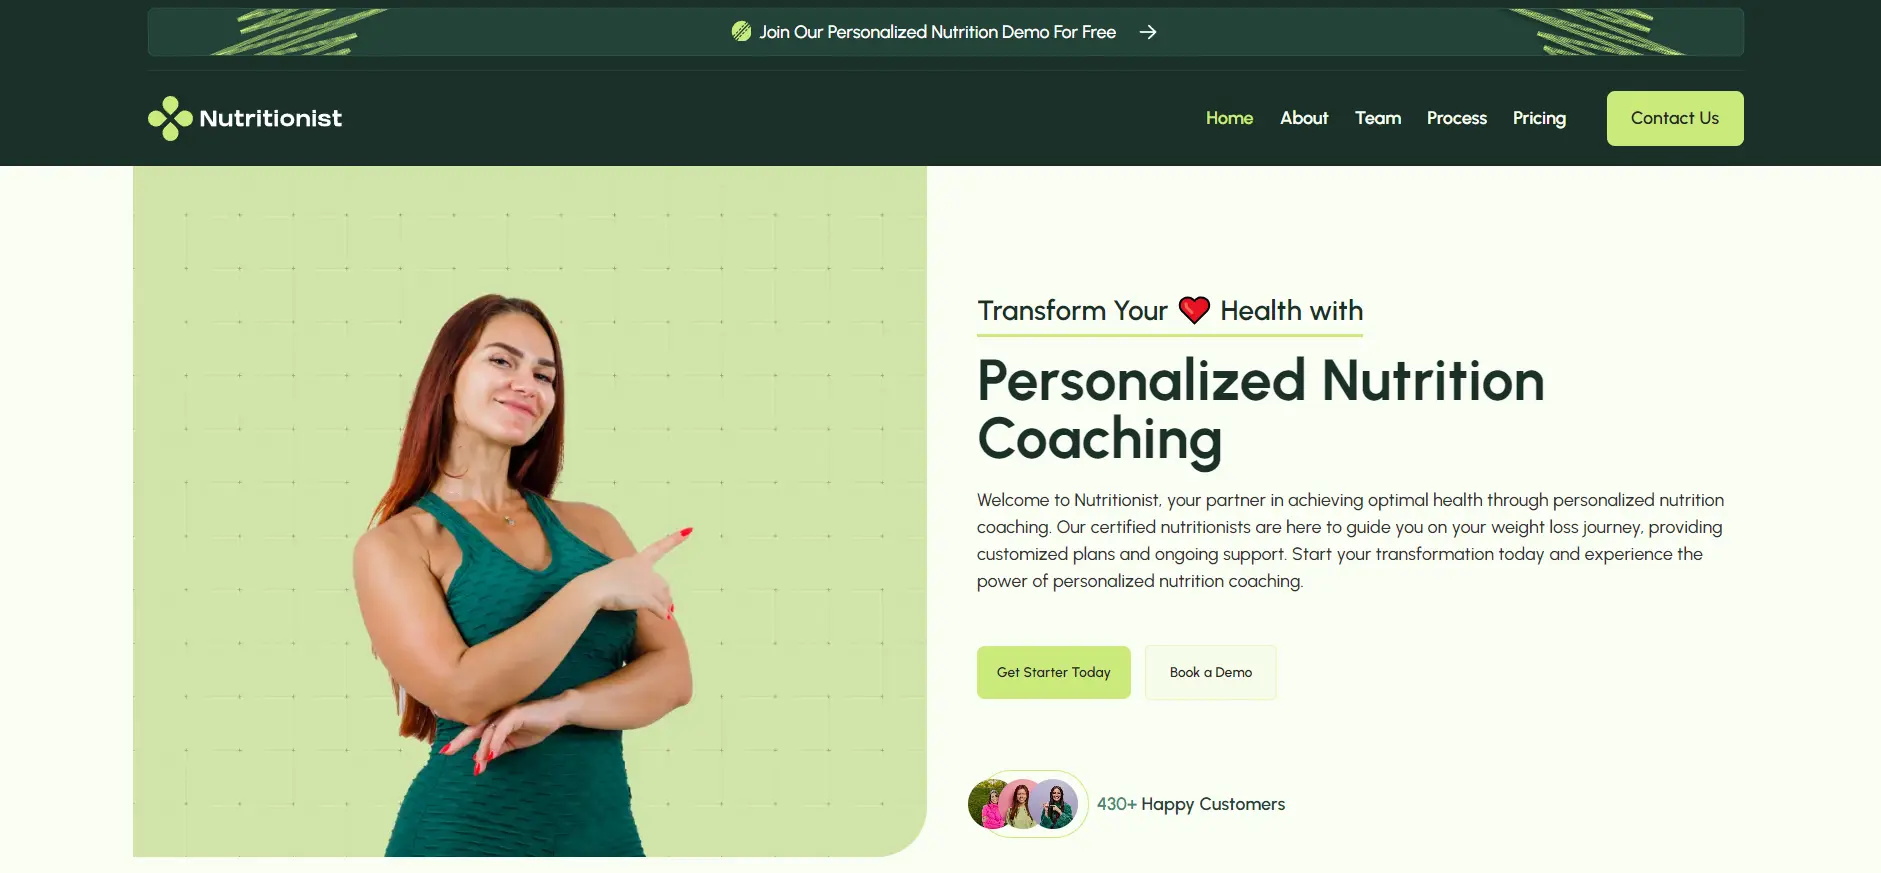 Join Our Personalized Nutrition Demo For Free
Nutritionist
Home About Team Process Pricing Contact Us
Transform Your Health with
Personalized Nutrition
Coaching
Welcome to Nutritionist, your partner in achieving optimal health through personalized nutrition
coaching. Our certified nutritionists are here to guide you on your weight loss journey, providing
customized plans and ongoing support. Start your transformation today and experience the
power of personalized nutrition coaching.
Get Starter Today Book a Demo
430+ Happy Customers